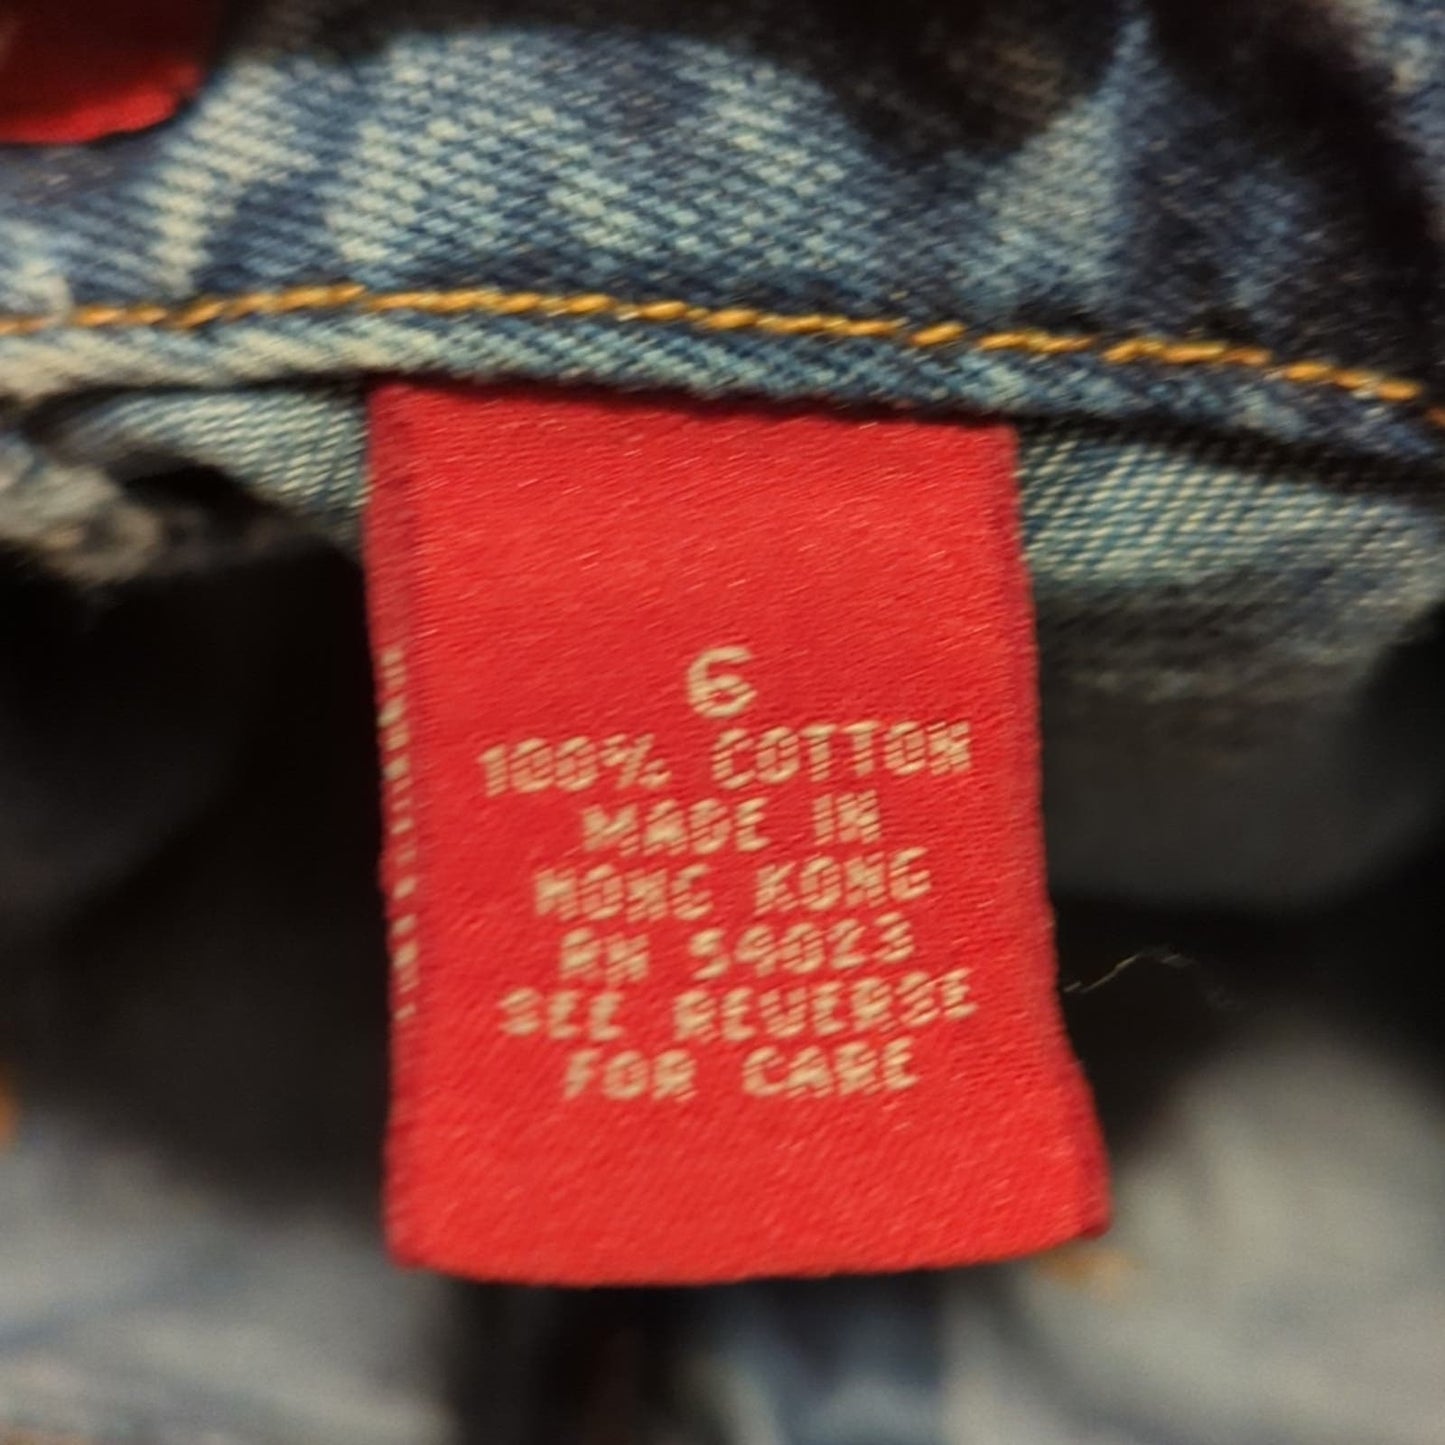 6
100% COTTON
MADE IN
HONG KONG
RN 54023
SEE REVERSE
FOR CARE